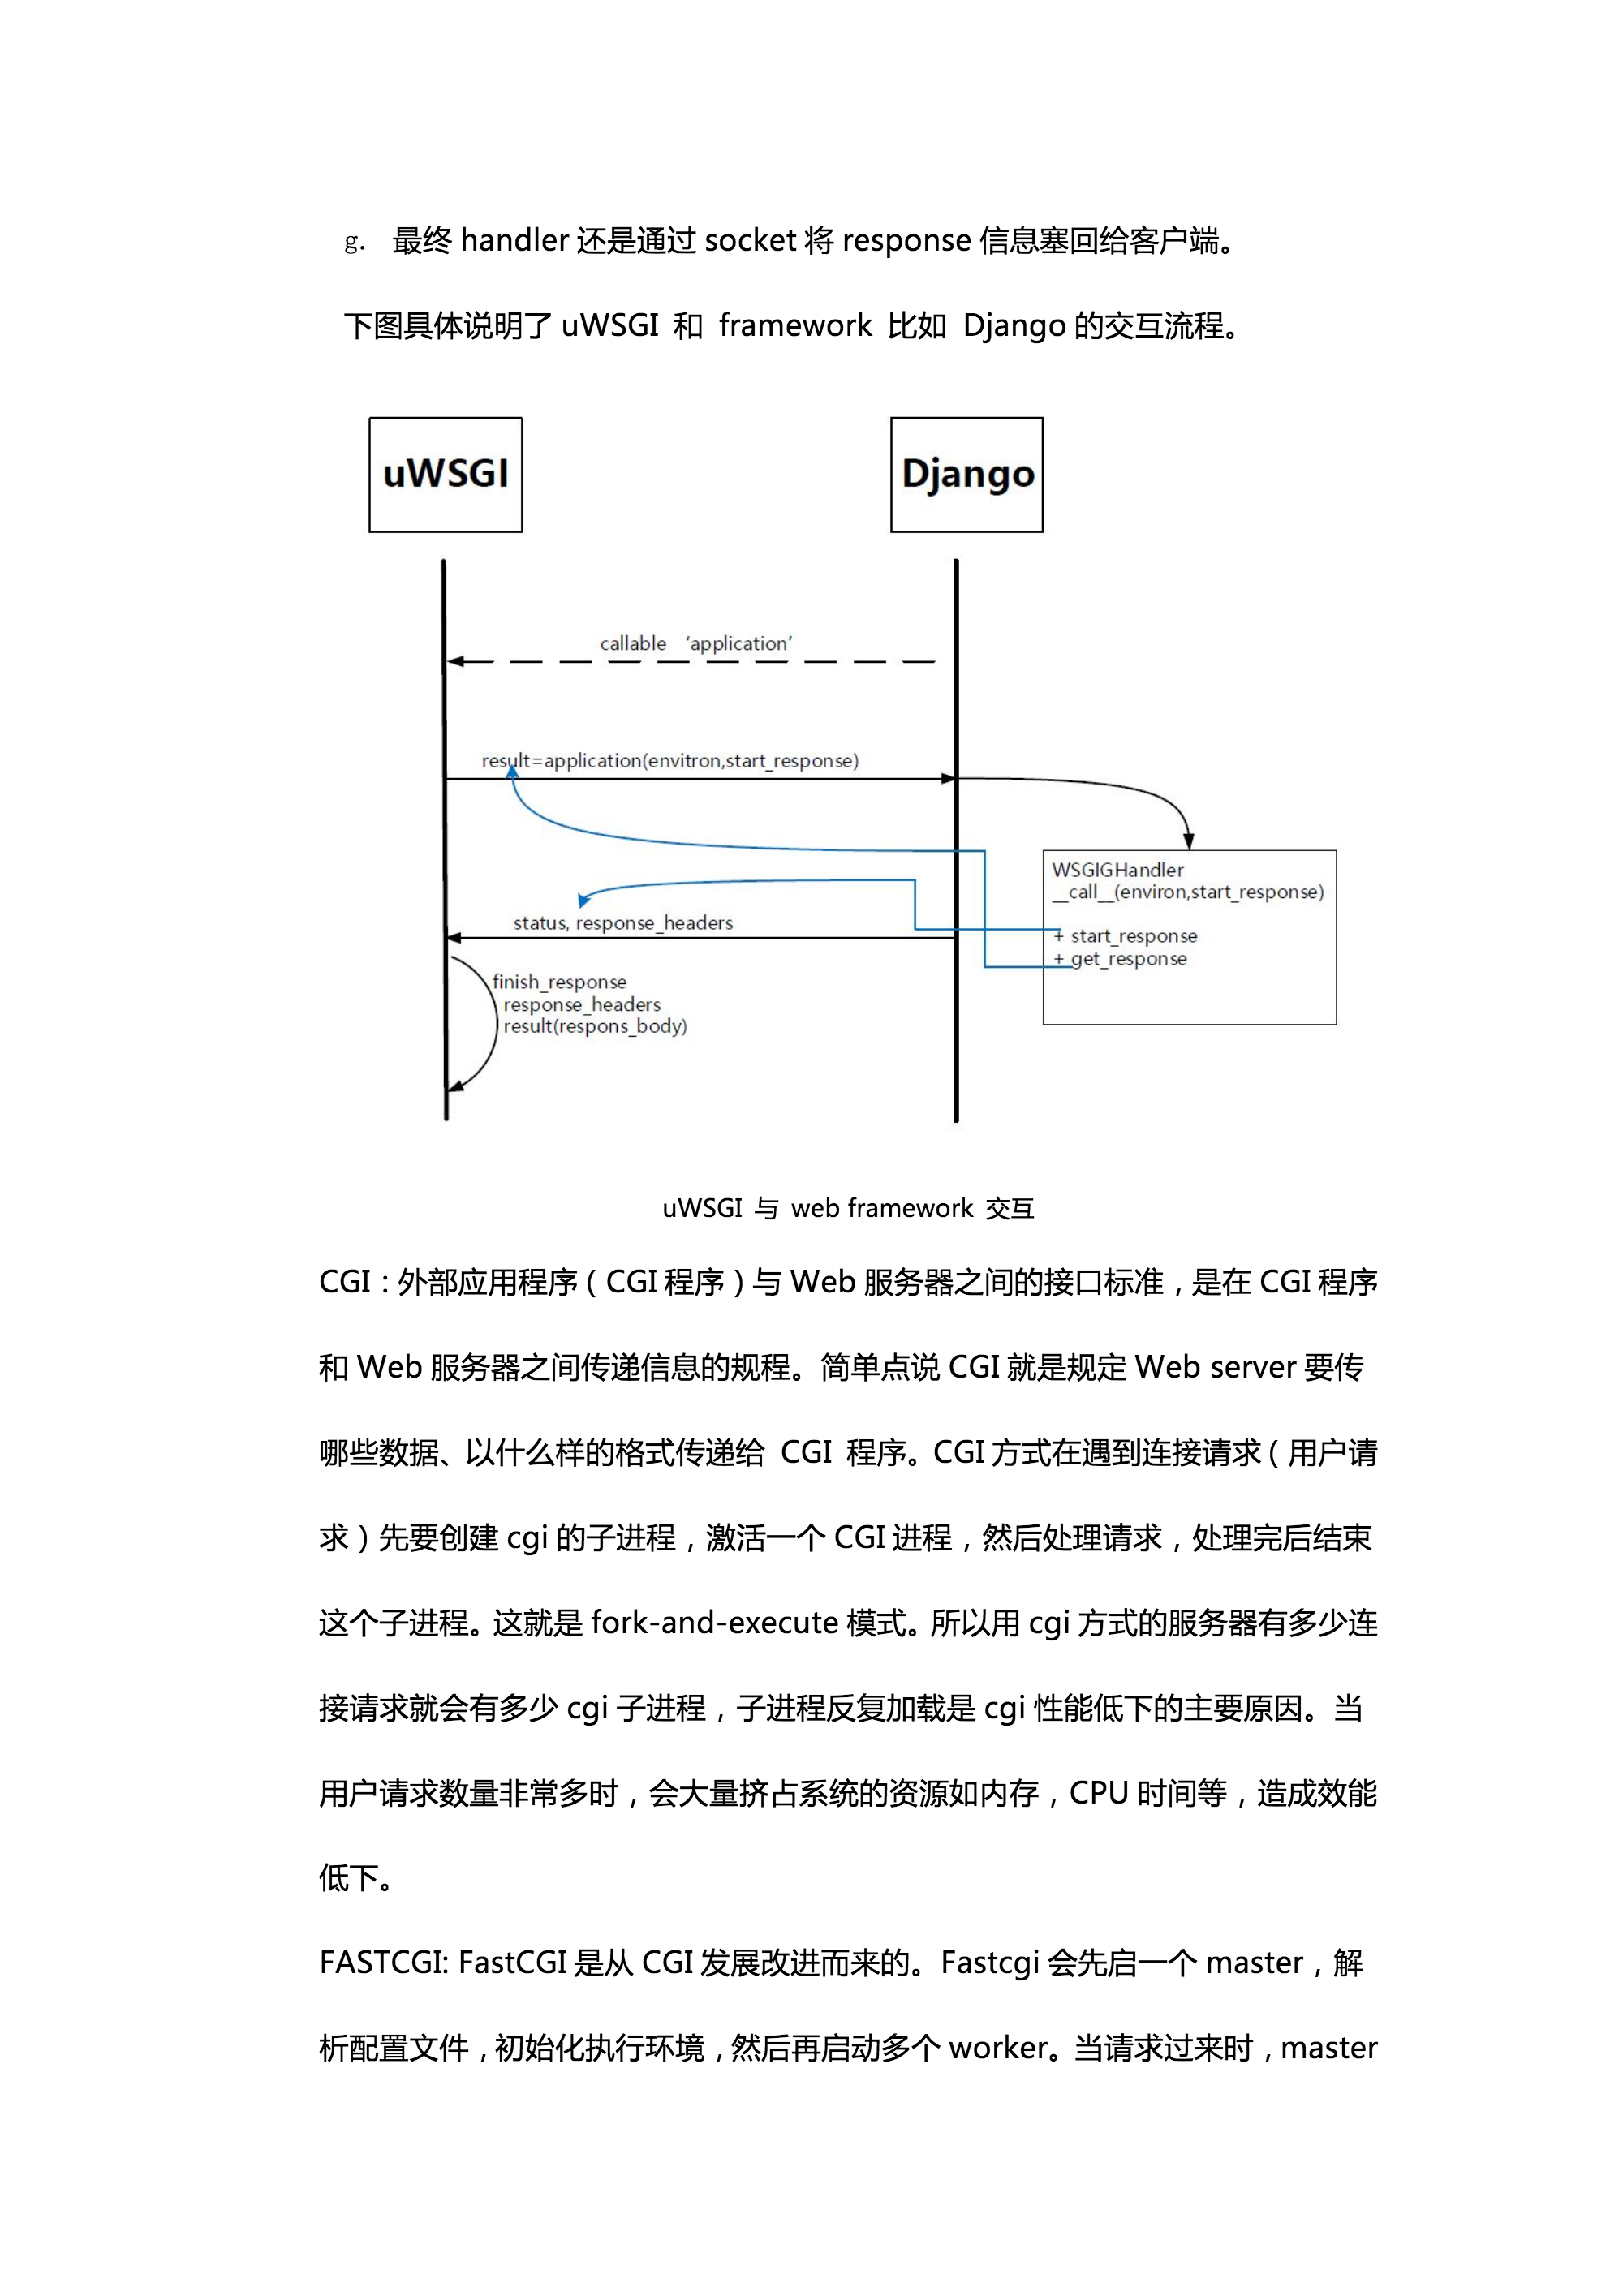 g. 最终 handler 还是通过 socket 将 response 信息塞回给客户端。
下图具体说明了 uWSGI 和 framework 比如 Django 的交互流程。
uWSGI
Django
callable ‘application’
result=application(envitron,start_response)
WSGIGHandler
__call__(environ,start_response)
+ start_response
+ get_response
status, response_headers
finish_response
response_headers
result(respons_body)
uWSGI 与 web framework 交互
CGI：外部应用程序（CGI 程序）与 Web 服务器之间的接口标准，是在 CGI 程序
和 Web 服务器之间传递信息的规程。简单点说 CGI 就是规定 Web server 要传
哪些数据、以什么样的格式传递给 CGI 程序。CGI 方式在遇到连接请求（用户请
求）先要创建 cgi 的子进程，激活一个 CGI 进程，然后处理请求，处理完后结束
这个子进程。这就是 fork-and-execute 模式。所以用 cgi 方式的服务器有多少连
接请求就会有多少 cgi 子进程，子进程反复加载是 cgi 性能低下的主要原因。当
用户请求数量非常多时，会大量挤占系统的资源如内存，CPU 时间等，造成效能
低下。
FASTCGI: FastCGI 是从 CGI 发展改进而来的。Fastcgi 会先启一个 master，解
析配置文件，初始化执行环境，然后再启动多个 worker。当请求过来时，master